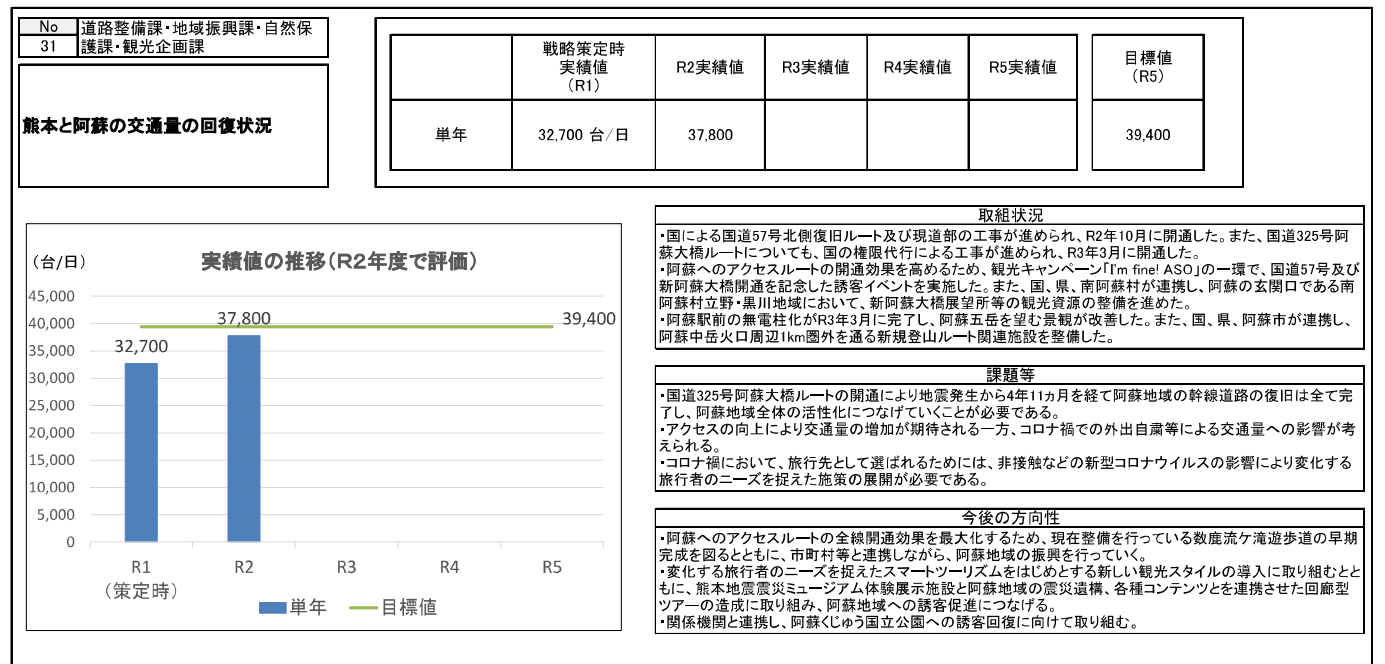 No
31
道路整備課・地域振興課・自然保
護課・観光企画課
熊本と阿蘇の交通量の回復状況
戦略策定時
実績値
（R1）
R2実績値
R3実績値
R4実績値
R5実績値
目標値
（R5）
単年
32,700 台/日
37,800
39,400
（台/日）
実績値の推移（R2年度で評価）
45,000
40,000
35,000
30,000
25,000
20,000
15,000
10,000
5,000
0
32,700
37,800
39,400
R1
（策定時）
R2
R3
R4
R5
単年
目標値
取組状況
・国による国道57号北側復旧ルート及び現道部の工事が進められ、R2年10月に開通した。また、国道325号阿
蘇大橋ルートについても、国の権限代行による工事が進められ、R3年3月に開通した。
・阿蘇へのアクセスルートの開通効果を高めるため、観光キャンペーン「I'm fine! ASO」の一環で、国道57号及び
新阿蘇大橋開通を記念した誘客イベントを実施した。また、国、県、南阿蘇村が連携し、阿蘇の玄関口である南
阿蘇村立野・黒川地域において、新阿蘇大橋展望所等の観光資源の整備を進めた。
・阿蘇駅前の無電柱化がR3年3月に完了し、阿蘇五岳を望む景観が改善した。また、国、県、阿蘇市が連携し、
阿蘇中岳火口周辺1km圏外を通る新規登山ルート関連施設を整備した。
課題等
・国道325号阿蘇大橋ルートの開通により地震発生から4年11ヵ月を経て阿蘇地域の幹線道路の復旧は全て完
了し、阿蘇地域全体の活性化につなげていくことが必要である。
・アクセスの向上により交通量の増加が期待される一方、コロナ禍での外出自粛等による交通量への影響が考
えられる。
・コロナ禍において、旅行先として選ばれるためには、非接触などの新型コロナウイルスの影響により変化する
旅行者のニーズを捉えた施策の展開が必要である。
今後の方向性
・阿蘇へのアクセスルートの全線開通効果を最大化するため、現在整備を行っている数鹿流ケ滝遊歩道の早期
完成を図るとともに、市町村等と連携しながら、阿蘇地域の振興を行っていく。
・変化する旅行者のニーズを捉えたスマートツーリズムをはじめとする新しい観光スタイルの導入に取り組むとと
もに、熊本地震震災ミュージアム体験展示施設と阿蘇地域の震災遺構、各種コンテンツとを連携させた回廊型
ツアーの造成に取り組み、阿蘇地域への誘客促進につなげる。
・関係機関と連携し、阿蘇くじゅう国立公園への誘客回復に向けて取り組む。